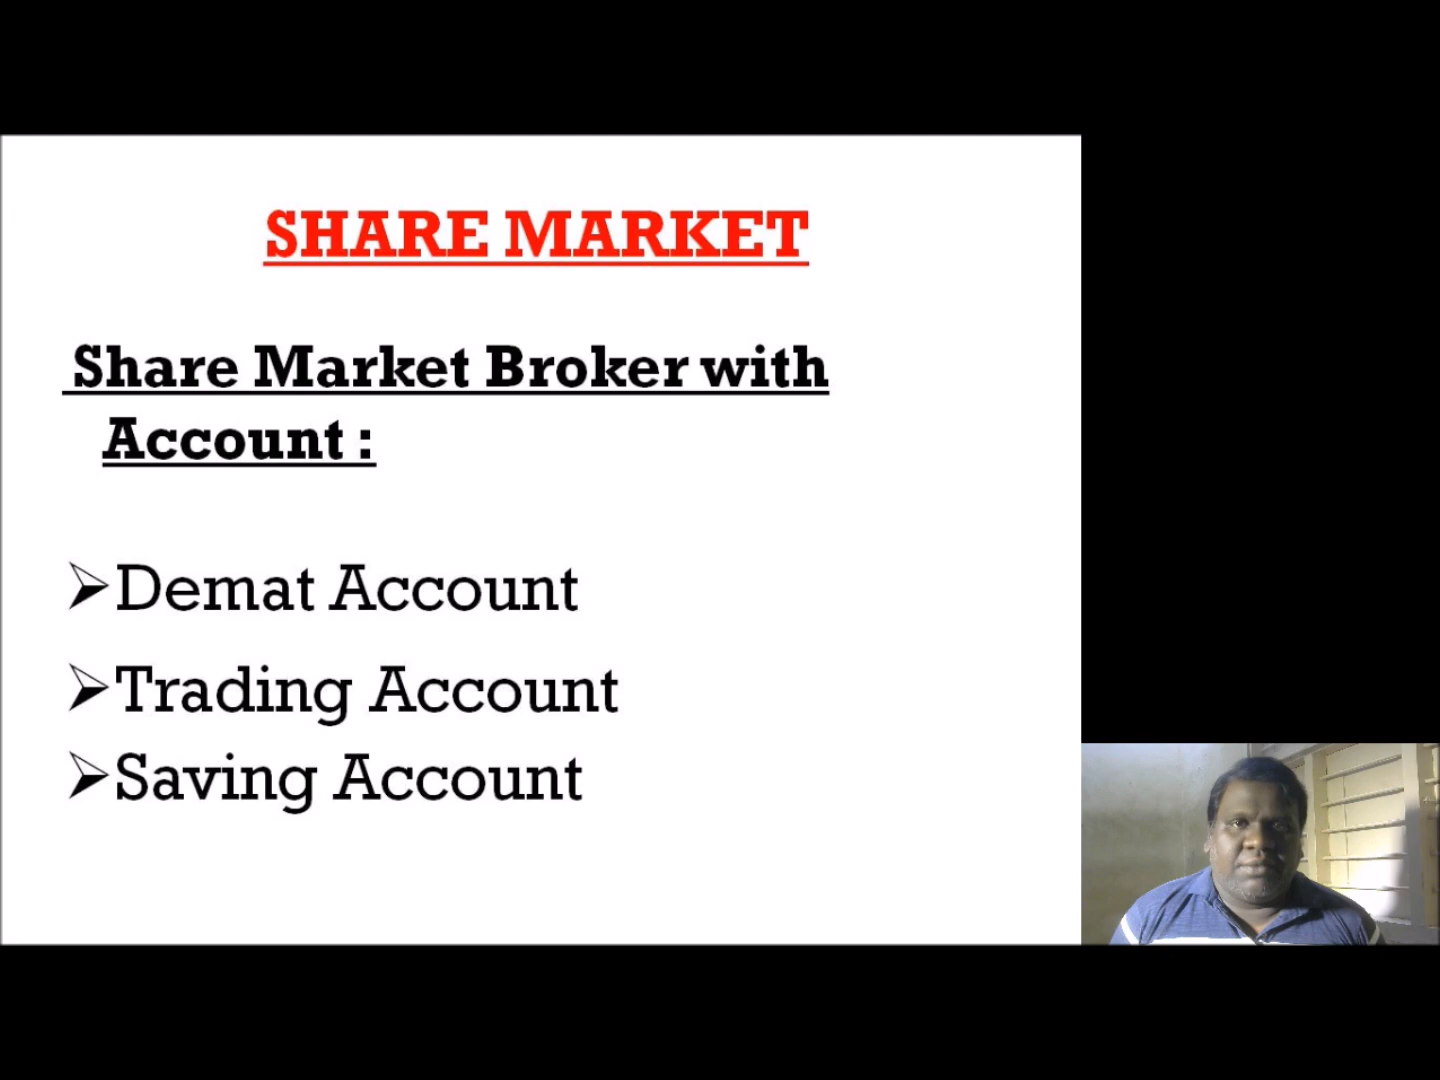 SHARE MARKET
Share Market Broker with
Account :
➢Demat Account
➢Trading Account
➢Saving Account